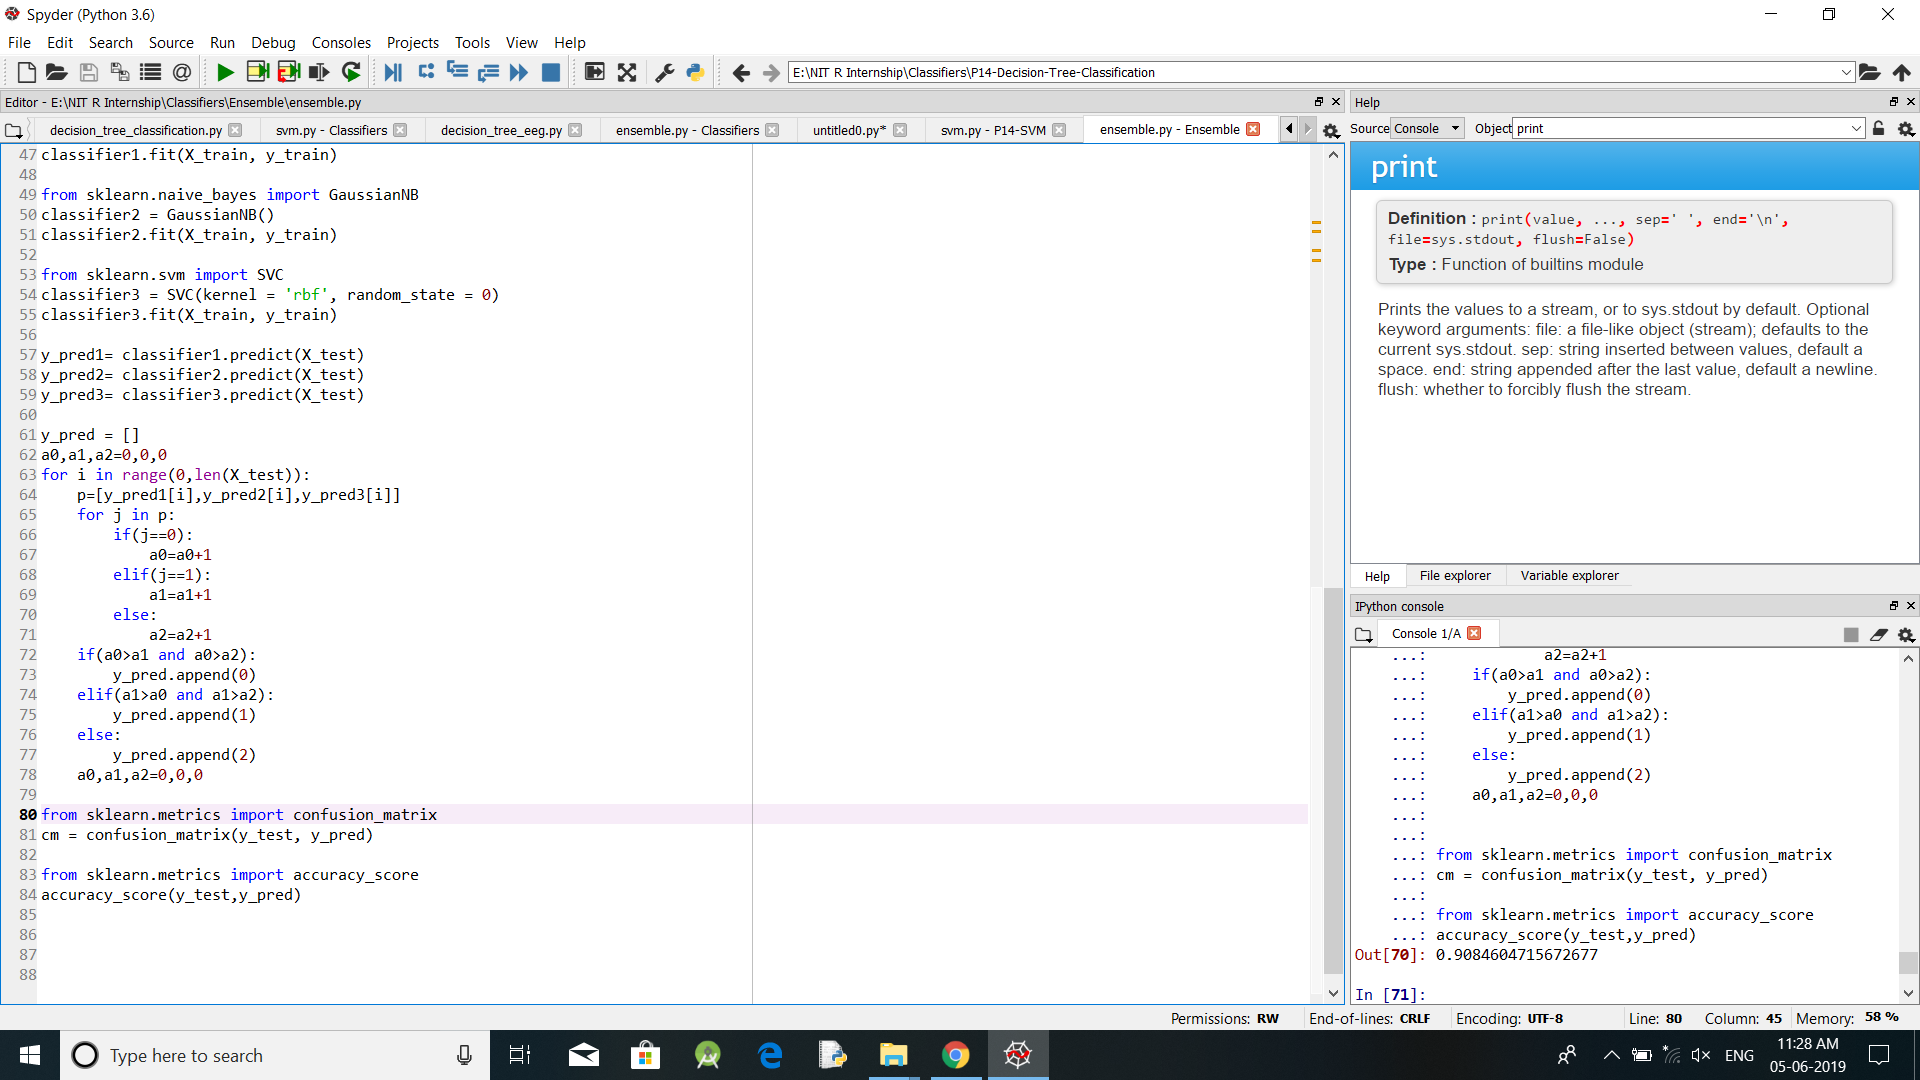 Spyder (Python 3.6)
File Edit Search Source Run Debug Consoles Projects Tools View Help
E:\NIT R Internship\Classifiers\P14-Decision-Tree-Classification
Editor - E:\NIT R Internship\Classifiers\Ensemble\ensemble.py
decision_tree_classification.py svm.py - Classifiers decision_tree_eeg.py ensemble.py - Classifiers untitled0.py* svm.py - P14-SVM ensemble.py - Ensemble
47 classifier1.fit(X_train, y_train)
48
49 from sklearn.naive_bayes import GaussianNB
50 classifier2 = GaussianNB()
51 classifier2.fit(X_train, y_train)
52
53 from sklearn.svm import SVC
54 classifier3 = SVC(kernel = 'rbf', random_state = 0)
55 classifier3.fit(X_train, y_train)
56
57 y_pred1= classifier1.predict(X_test)
58 y_pred2= classifier2.predict(X_test)
59 y_pred3= classifier3.predict(X_test)
60
61 y_pred = []
62 a0,a1,a2=0,0,0
63 for i in range(0,len(X_test)):
64     p=[y_pred1[i],y_pred2[i],y_pred3[i]]
65     for j in p:
66         if(j==0):
67             a0=a0+1
68         elif(j==1):
69             a1=a1+1
70         else:
71             a2=a2+1
72     if(a0>a1 and a0>a2):
73         y_pred.append(0)
74     elif(a1>a0 and a1>a2):
75         y_pred.append(1)
76     else:
77         y_pred.append(2)
78     a0,a1,a2=0,0,0
79
80 from sklearn.metrics import confusion_matrix
81 cm = confusion_matrix(y_test, y_pred)
82
83 from sklearn.metrics import accuracy_score
84 accuracy_score(y_test,y_pred)
85
86
87
88
Help
Source Console Object print
print
Definition : print(value, ..., sep=' ', end='\n',
file=sys.stdout, flush=False)
Type : Function of builtins module
Prints the values to a stream, or to sys.stdout by default. Optional
keyword arguments: file: a file-like object (stream); defaults to the
current sys.stdout. sep: string inserted between values, default a
space. end: string appended after the last value, default a newline.
flush: whether to forcibly flush the stream.
Help File explorer Variable explorer
IPython console
Console 1/A
...:             a2=a2+1
...:     if(a0>a1 and a0>a2):
...:         y_pred.append(0)
...:     elif(a1>a0 and a1>a2):
...:         y_pred.append(1)
...:     else:
...:         y_pred.append(2)
...:     a0,a1,a2=0,0,0
...:
...:
...: from sklearn.metrics import confusion_matrix
...: cm = confusion_matrix(y_test, y_pred)
...:
...: from sklearn.metrics import accuracy_score
...: accuracy_score(y_test,y_pred)
Out[70]: 0.9084604715672677
In [71]:
Permissions: RW End-of-lines: CRLF Encoding: UTF-8 Line: 80 Column: 45 Memory: 58 %
Type here to search
ENG
11:28 AM
05-06-2019